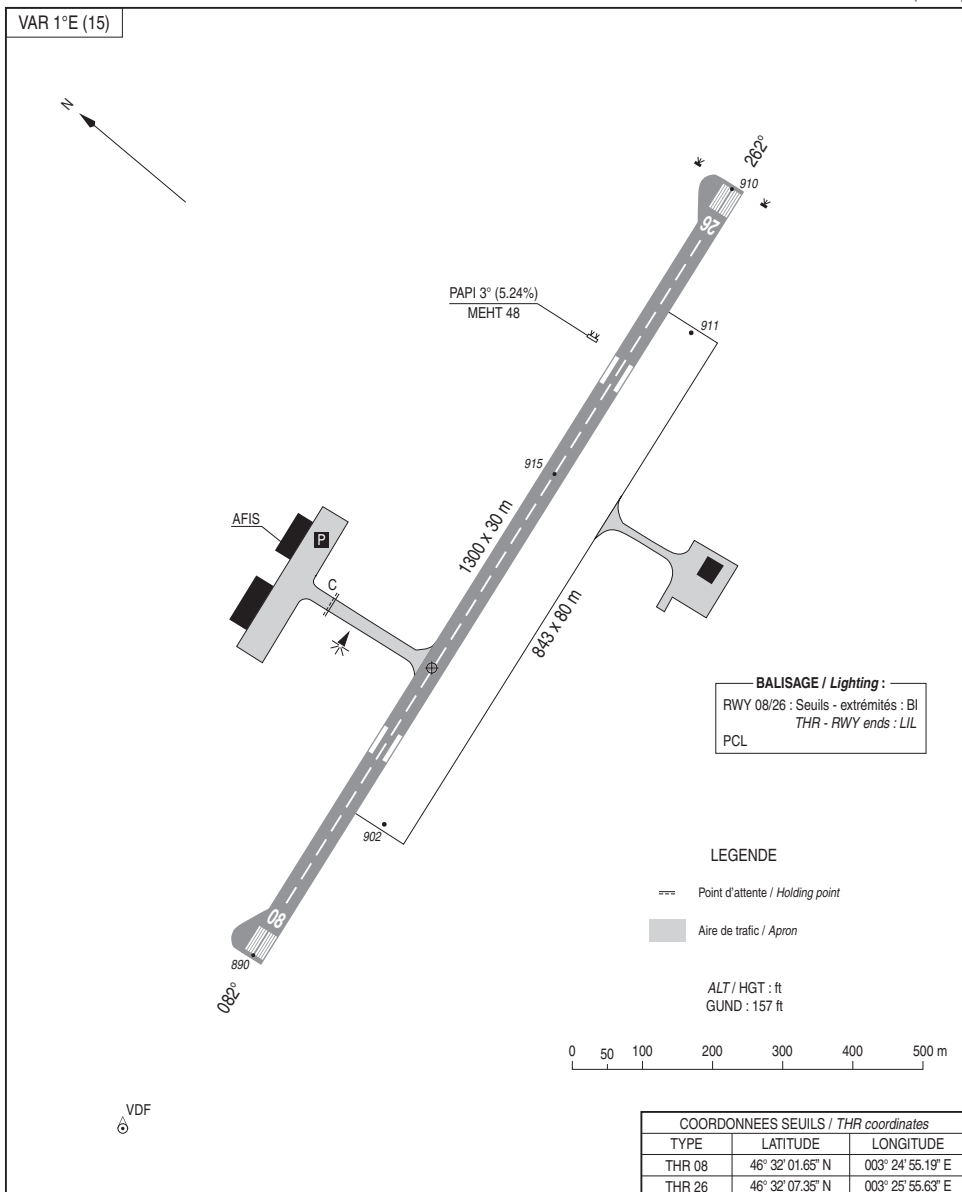 VAR 1°E (15)
N
262°
910
26
PAPI 3° (5.24%)
MEHT 48
911
915
AFIS
P
1300 x 30 m
C
843 x 80 m
BALISAGE / Lighting :
RWY 08/26 : Seuils - extrémités : BI
THR - RWY ends : LIL
PCL
902
LEGENDE
Point d'attente / Holding point
08
Aire de trafic / Apron
890
082°
ALT / HGT : ft
GUND : 157 ft
0 50 100 200 300 400 500 m
VDF
COORDONNEES SEUILS / THR coordinates
TYPE LATITUDE LONGITUDE
THR 08 46° 32' 01.65" N 003° 24' 55.19" E
THR 26 46° 32' 07.35" N 003° 25' 55.63" E